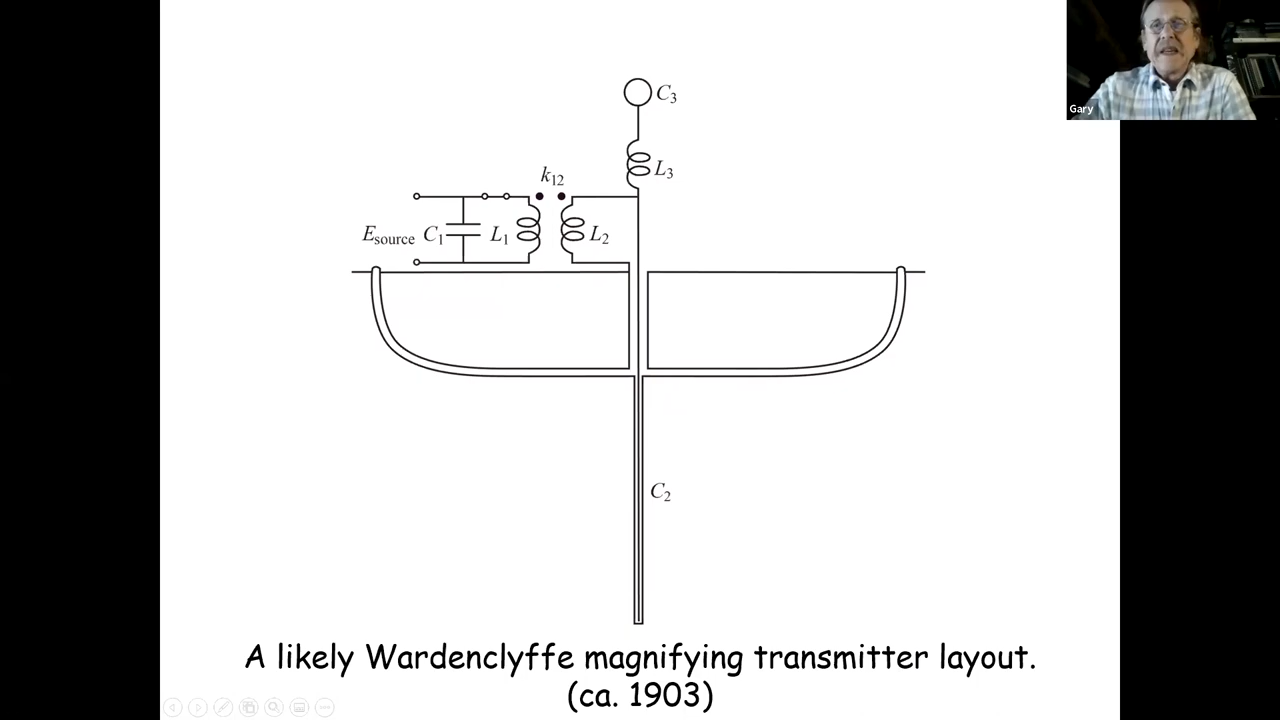 Gary
C3
L3
k12
Esource C1 L1 L2
C2
A likely Wardenclyffe magnifying transmitter layout.
(ca. 1903)